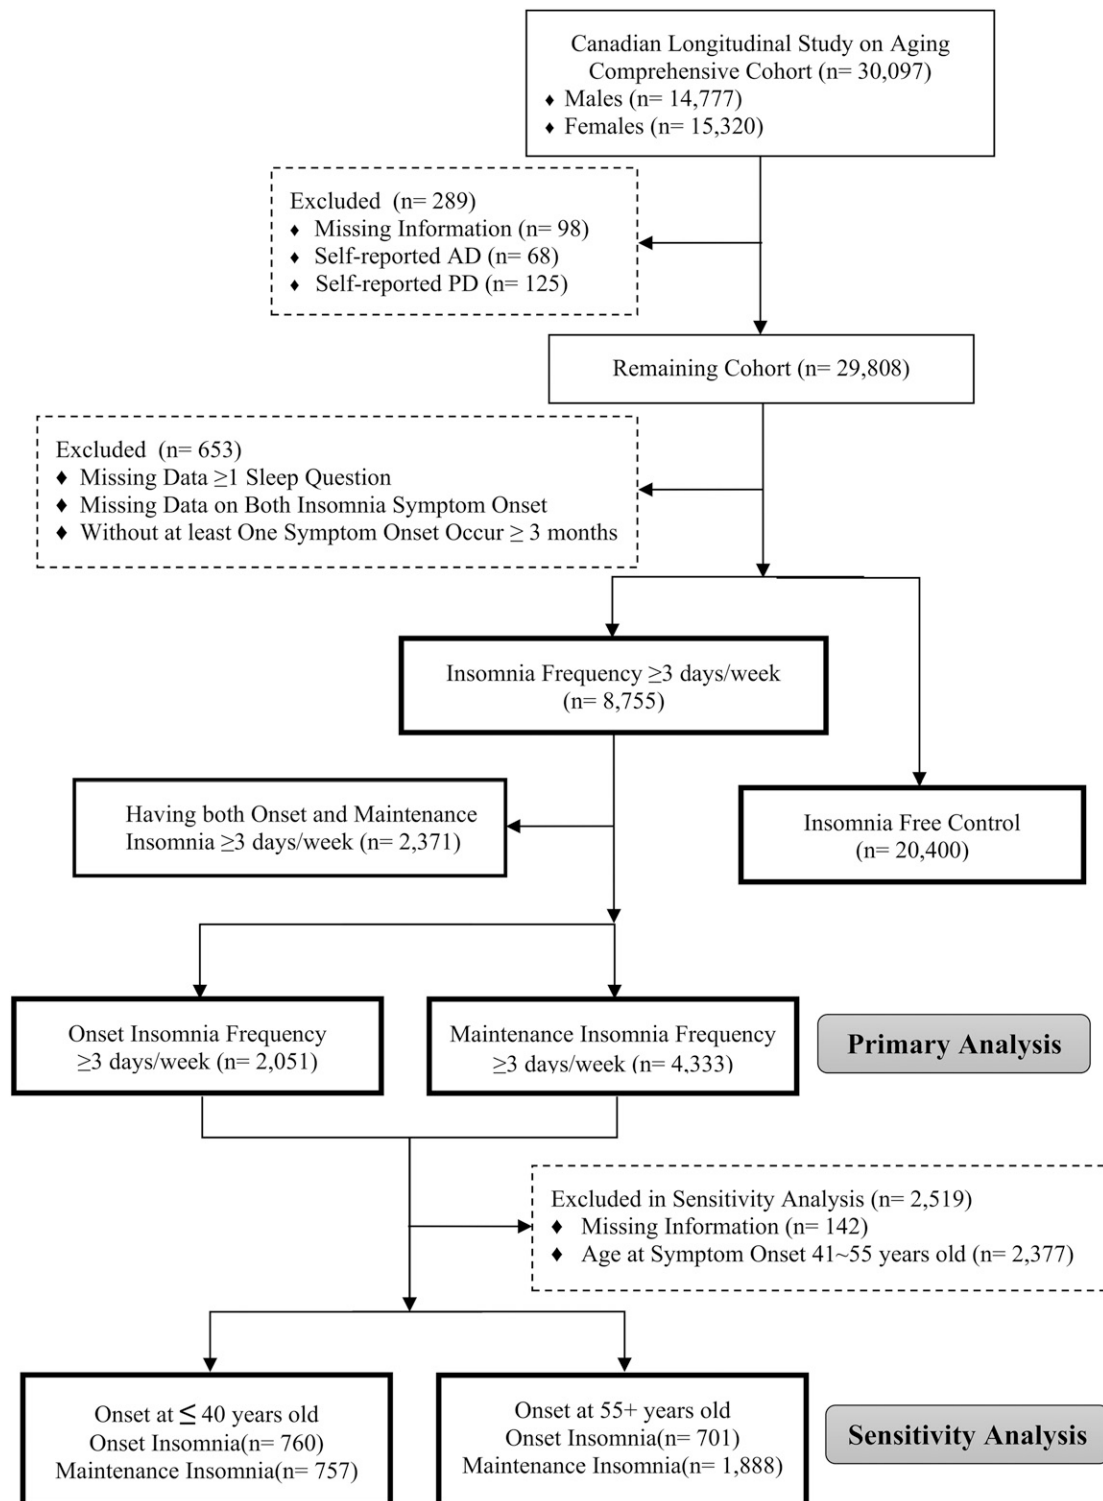 Canadian Longitudinal Study on Aging
Comprehensive Cohort (n= 30,097)
♦ Males (n= 14,777)
♦ Females (n= 15,320)
Excluded (n= 289)
♦ Missing Information (n= 98)
♦ Self-reported AD (n= 68)
♦ Self-reported PD (n= 125)
Remaining Cohort (n= 29,808)
Excluded (n= 653)
♦ Missing Data ≥1 Sleep Question
♦ Missing Data on Both Insomnia Symptom Onset
♦ Without at least One Symptom Onset Occur ≥ 3 months
Insomnia Frequency ≥3 days/week
(n= 8,755)
Having both Onset and Maintenance
Insomnia ≥3 days/week (n= 2,371)
Insomnia Free Control
(n= 20,400)
Onset Insomnia Frequency
≥3 days/week (n= 2,051)
Maintenance Insomnia Frequency
≥3 days/week (n= 4,333)
Primary Analysis
Excluded in Sensitivity Analysis (n= 2,519)
♦ Missing Information (n= 142)
♦ Age at Symptom Onset 41~55 years old (n= 2,377)
Onset at ≤ 40 years old
Onset Insomnia(n= 760)
Maintenance Insomnia(n= 757)
Onset at 55+ years old
Onset Insomnia(n= 701)
Maintenance Insomnia(n= 1,888)
Sensitivity Analysis